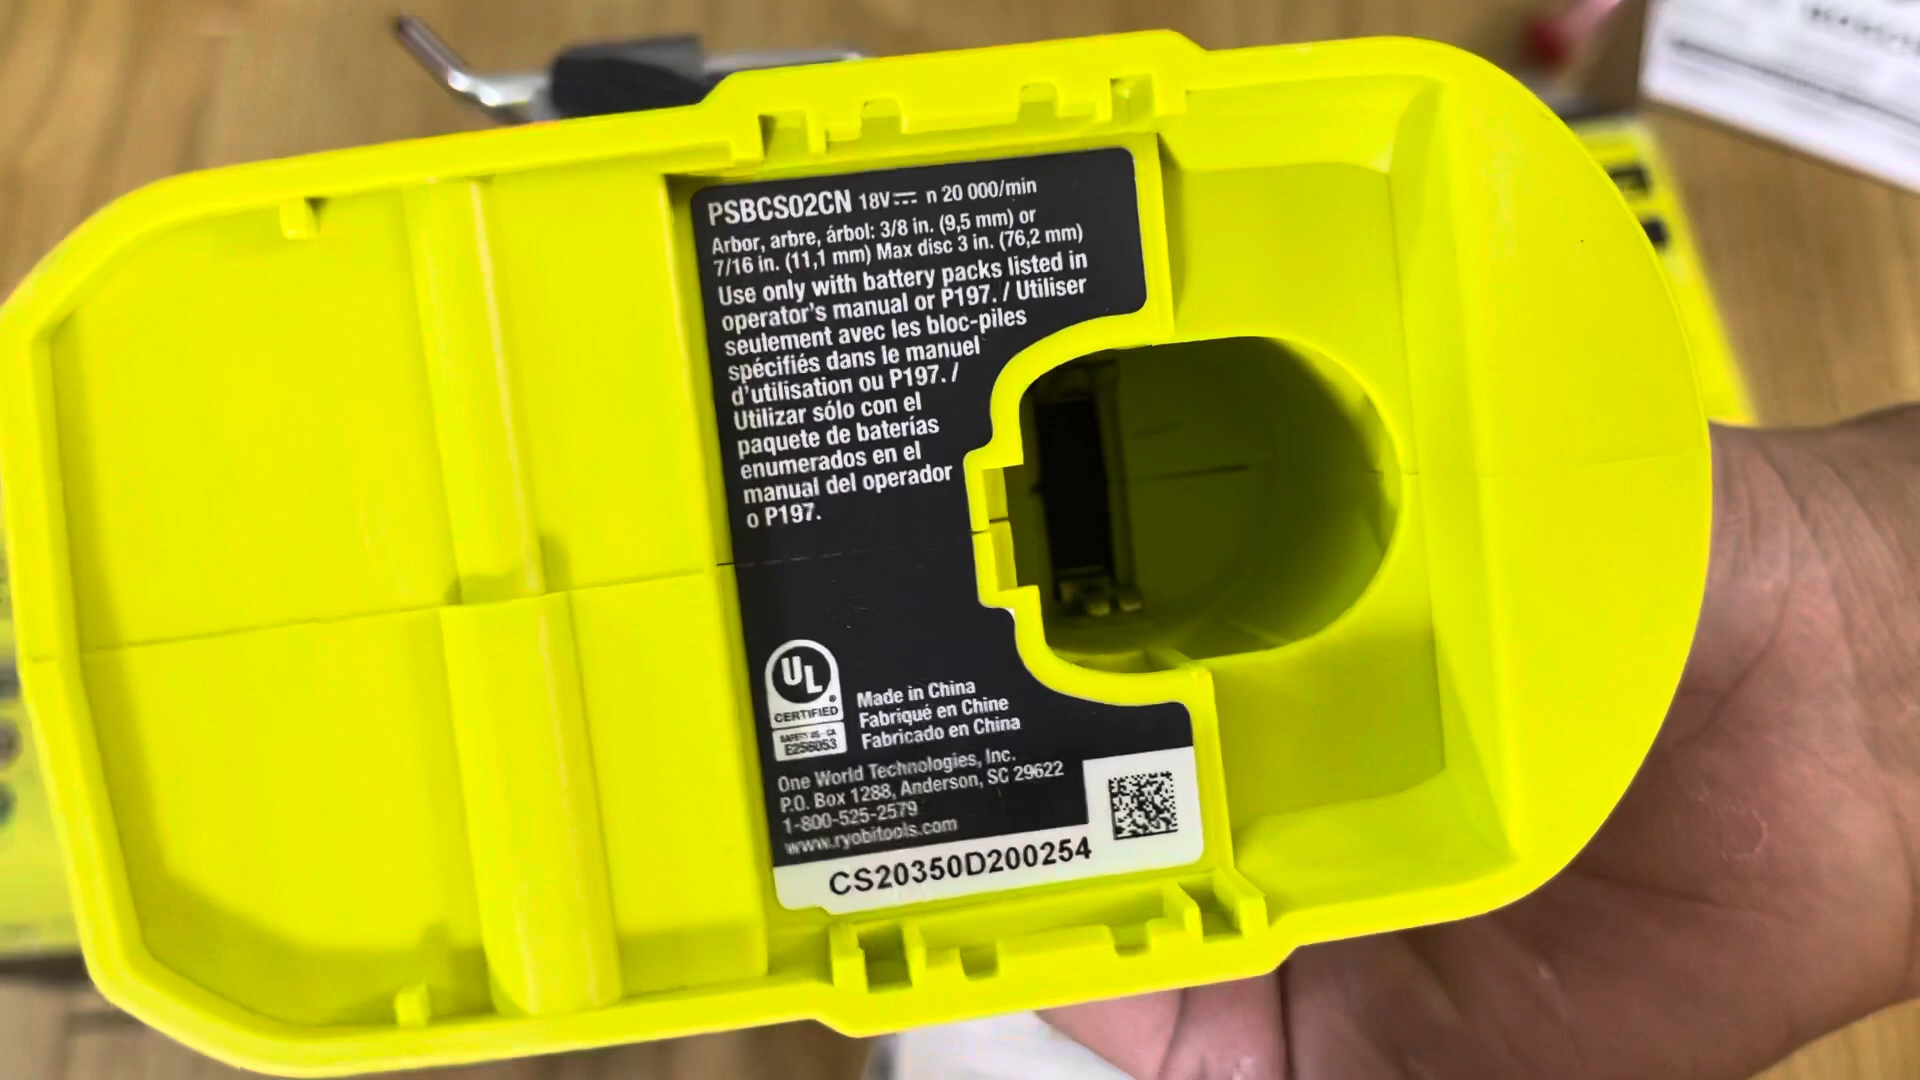 PSBCS02CN 18V⎓ n 20 000/min
Arbor, arbre, árbol: 3/8 in. (9,5 mm) or
7/16 in. (11,1 mm) Max disc 3 in. (76,2 mm)
Use only with battery packs listed in
operator's manual or P197. / Utiliser
seulement avec les bloc-piles
spécifiés dans le manuel
d'utilisation ou P197. /
Utilizar sólo con el
paquete de baterías
enumerados en el
manual del operador
o P197.
UL
CERTIFIED
SAFETY US - CA
E256053
Made in China
Fabriqué en Chine
Fabricado en China
One World Technologies, Inc.
P.O. Box 1288, Anderson, SC 29622
1-800-525-2579
www.ryobitools.com
CS20350D200254